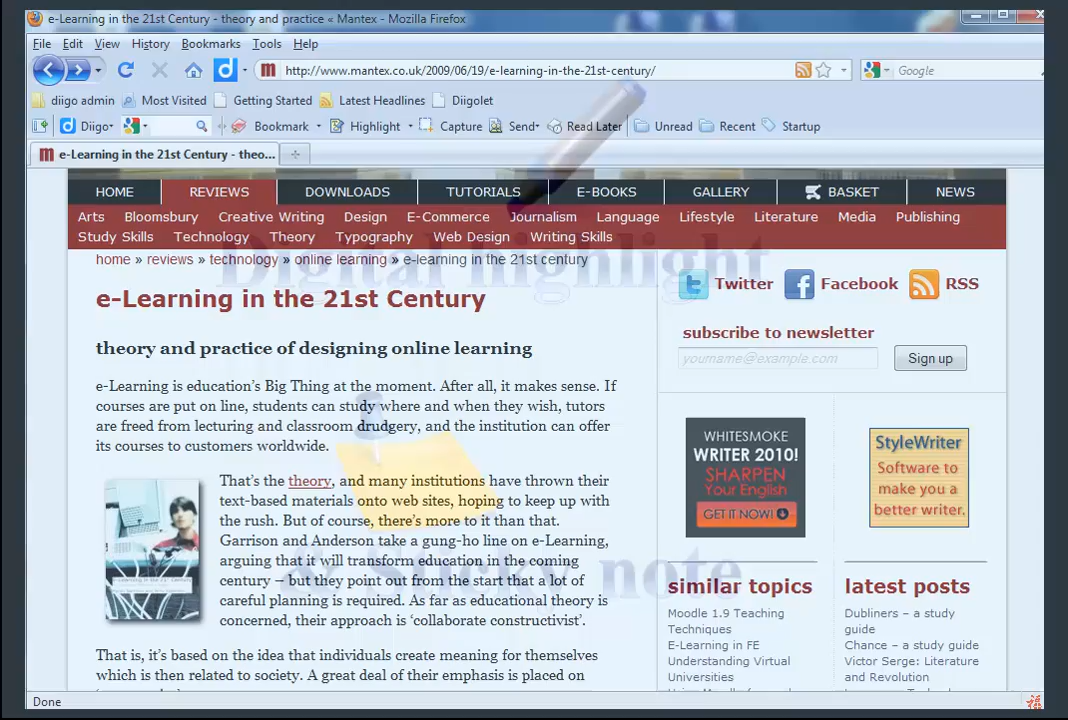 e-Learning in the 21st Century - theory and practice « Mantex - Mozilla Firefox
File Edit View History Bookmarks Tools Help
http://www.mantex.co.uk/2009/06/19/e-learning-in-the-21st-century/
Google
diigo admin Most Visited Getting Started Latest Headlines Diigolet
Diigo Bookmark Highlight Capture Send Read Later Unread Recent Startup
e-Learning in the 21st Century - theo...
HOME REVIEWS DOWNLOADS TUTORIALS E-BOOKS GALLERY BASKET NEWS
Arts Bloomsbury Creative Writing Design E-Commerce Journalism Language Lifestyle Literature Media Publishing
Study Skills Technology Theory Typography Web Design Writing Skills
Digital highlight
& Sticky note
home » reviews » technology » online learning » e-learning in the 21st century
e-Learning in the 21st Century
theory and practice of designing online learning
e-Learning is education’s Big Thing at the moment. After all, it makes sense. If
courses are put on line, students can study where and when they wish, tutors
are freed from lecturing and classroom drudgery, and the institution can offer
its courses to customers worldwide.
That’s the theory, and many institutions have thrown their
text-based materials onto web sites, hoping to keep up with
the rush. But of course, there’s more to it than that.
Garrison and Anderson take a gung-ho line on e-Learning,
arguing that it will transform education in the coming
century – but they point out from the start that a lot of
careful planning is required. As far as educational theory is
concerned, their approach is ‘collaborate constructivist’.
That is, it’s based on the idea that individuals create meaning for themselves
which is then related to society. A great deal of their emphasis is placed on
Twitter Facebook RSS
subscribe to newsletter
yourname@example.com Sign up
WHITESMOKE
WRITER 2010!
SHARPEN
Your English
GET IT NOW!
StyleWriter
Software to
make you a
better writer.
similar topics
Moodle 1.9 Teaching
Techniques
E-Learning in FE
Understanding Virtual
Universities
latest posts
Dubliners – a study
guide
Chance – a study guide
Victor Serge: Literature
and Revolution
Done